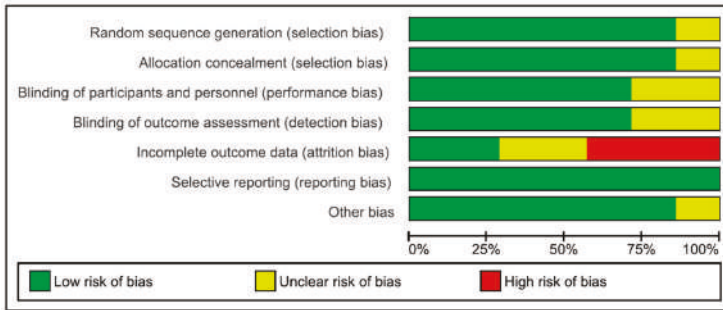 Random sequence generation (selection bias)
Allocation concealment (selection bias)
Blinding of participants and personnel (performance bias)
Blinding of outcome assessment (detection bias)
Incomplete outcome data (attrition bias)
Selective reporting (reporting bias)
Other bias
0% 25% 50% 75% 100%
Low risk of bias Unclear risk of bias High risk of bias